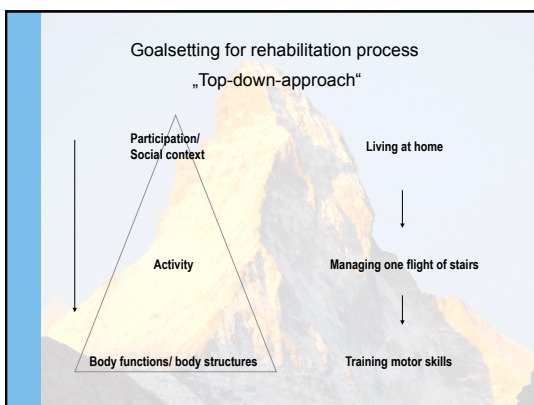 Goalsetting for rehabilitation process
„Top-down-approach“
Participation/
Social context
Living at home
Activity
Managing one flight of stairs
Body functions/ body structures
Training motor skills